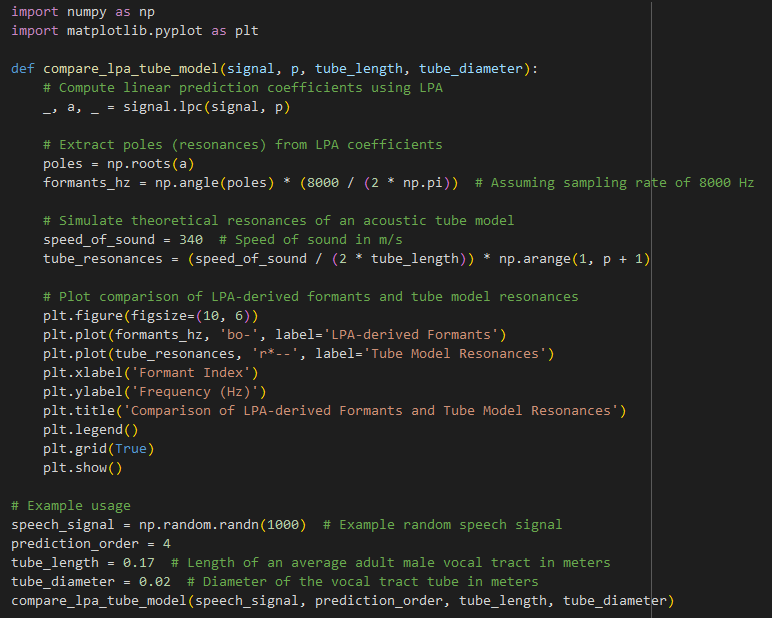 import numpy as np
import matplotlib.pyplot as plt

def compare_lpa_tube_model(signal, p, tube_length, tube_diameter):
    # Compute linear prediction coefficients using LPA
    _, a, _ = signal.lpc(signal, p)

    # Extract poles (resonances) from LPA coefficients
    poles = np.roots(a)
    formants_hz = np.angle(poles) * (8000 / (2 * np.pi))  # Assuming sampling rate of 8000 Hz

    # Simulate theoretical resonances of an acoustic tube model
    speed_of_sound = 340  # Speed of sound in m/s
    tube_resonances = (speed_of_sound / (2 * tube_length)) * np.arange(1, p + 1)

    # Plot comparison of LPA-derived formants and tube model resonances
    plt.figure(figsize=(10, 6))
    plt.plot(formants_hz, 'bo-', label='LPA-derived Formants')
    plt.plot(tube_resonances, 'r*--', label='Tube Model Resonances')
    plt.xlabel('Formant Index')
    plt.ylabel('Frequency (Hz)')
    plt.title('Comparison of LPA-derived Formants and Tube Model Resonances')
    plt.legend()
    plt.grid(True)
    plt.show()

# Example usage
speech_signal = np.random.randn(1000)  # Example random speech signal
prediction_order = 4
tube_length = 0.17  # Length of an average adult male vocal tract in meters
tube_diameter = 0.02  # Diameter of the vocal tract tube in meters
compare_lpa_tube_model(speech_signal, prediction_order, tube_length, tube_diameter)